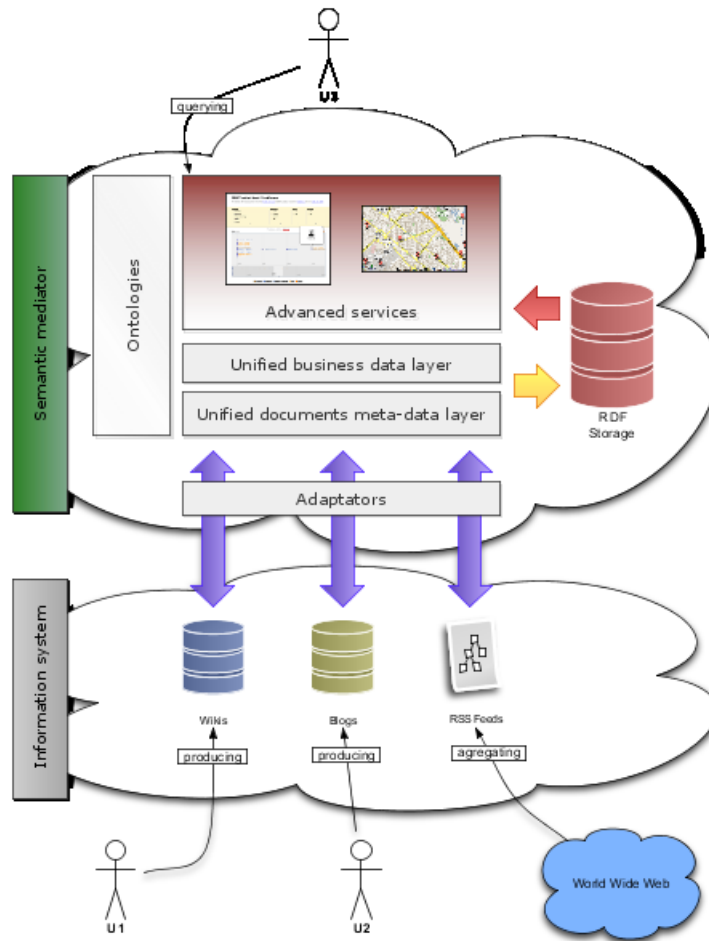 U3
querying
Semantic mediator
Ontologies
Advanced services
Unified business data layer
Unified documents meta-data layer
RDF
Storage
Adaptators
Information system
Wikis
Blogs
RSS Feeds
producing
producing
agregating
World Wide Web
U1
U2